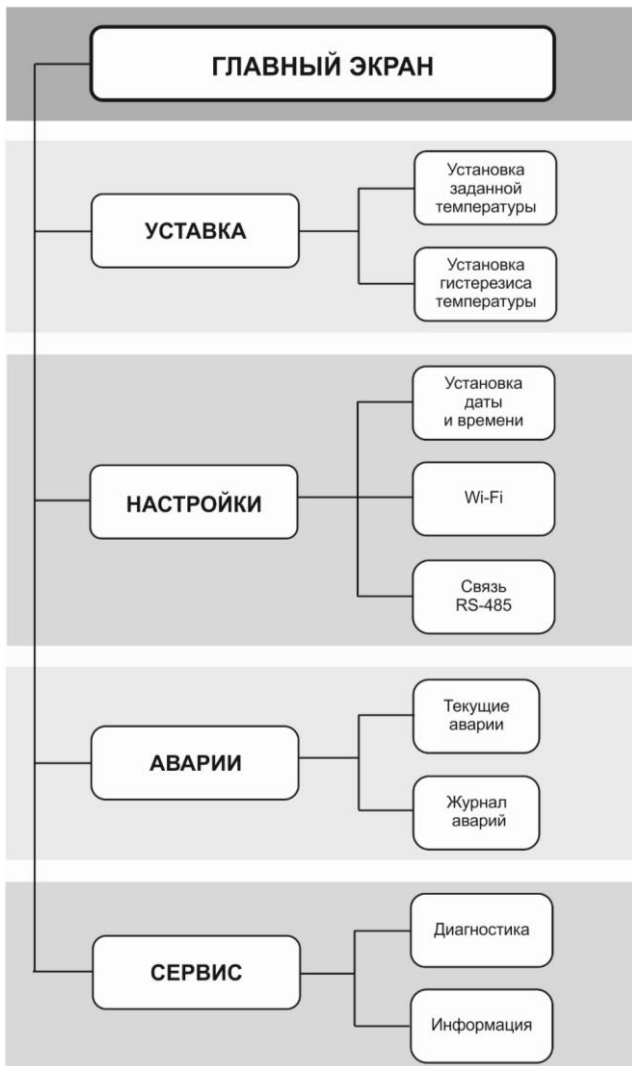 ГЛАВНЫЙ ЭКРАН
УСТАВКА
Установка
заданной
температуры
Установка
гистерезиса
температуры
НАСТРОЙКИ
Установка
даты
и времени
Wi-Fi
Связь
RS-485
АВАРИИ
Текущие
аварии
Журнал
аварий
СЕРВИС
Диагностика
Информация